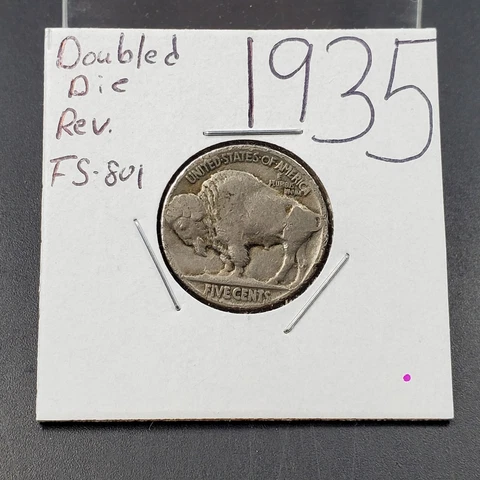 Doubled
Die
Rev.
FS-801
1935
UNITED STATES OF AMERICA
E PLURIBUS
UNUM
FIVE CENTS